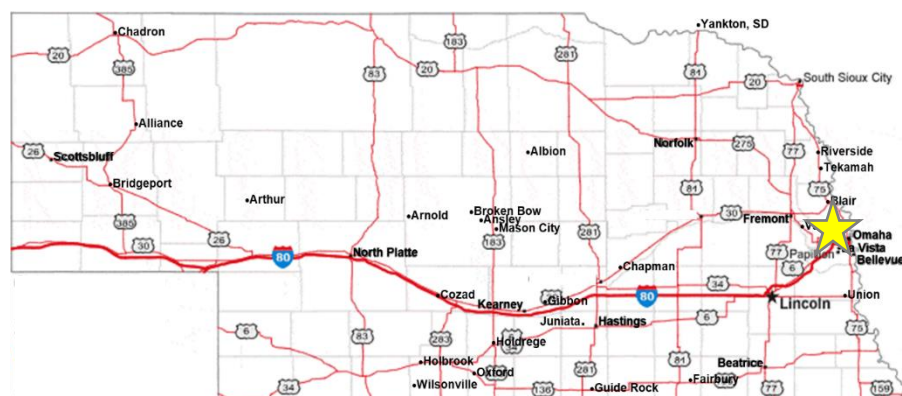 Yankton, SD
Chadron
183
281
20
385
83
20
81
20
South Sioux City
Alliance
Norfolk
275
77
Riverside
26
Scottsbluff
Albion
Tekamah
Bridgeport
81
75
Blair
Arthur
Arnold
Broken Bow
Ansley
Mason City
30
Fremont
385
26
183
281
Omaha
30
80
North Platte
77
Papillion
Vista
Bellevue
Chapman
6
34
Cozad
Kearney
Gibbon
80
Lincoln
Union
Juniata
Hastings
6
75
6
283
83
Holdrege
34
81
Holbrook
Oxford
281
Beatrice
34
Wilsonville
136
Guide Rock
Fairbury
77
159